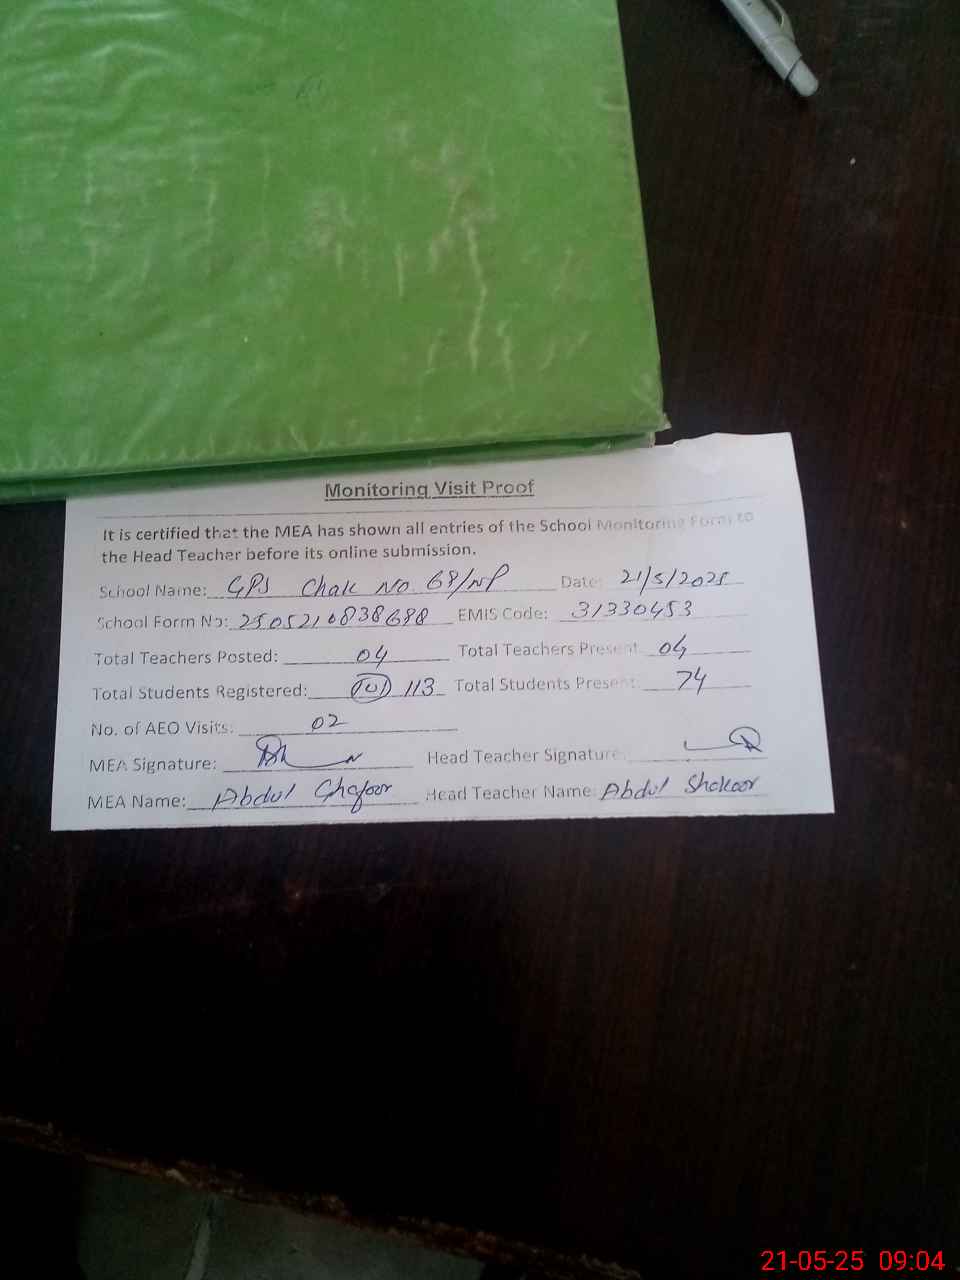 Monitoring Visit Proof
It is certified that the MEA has shown all entries of the School Monitoring Form to
the Head Teacher before its online submission.
School Name: GPS Chak No. 68/NP Date: 21/5/2025
School Form No: EMIS Code: 31330453
Total Teachers Posted: 04 Total Teachers Present: 04
Total Students Registered: 113 Total Students Present: 74
No. of AEO Visits: 02
MEA Signature: Head Teacher Signature:
MEA Name: Abdul Ghafoor Head Teacher Name: Abdul Shakoor
21-05-25 09:04